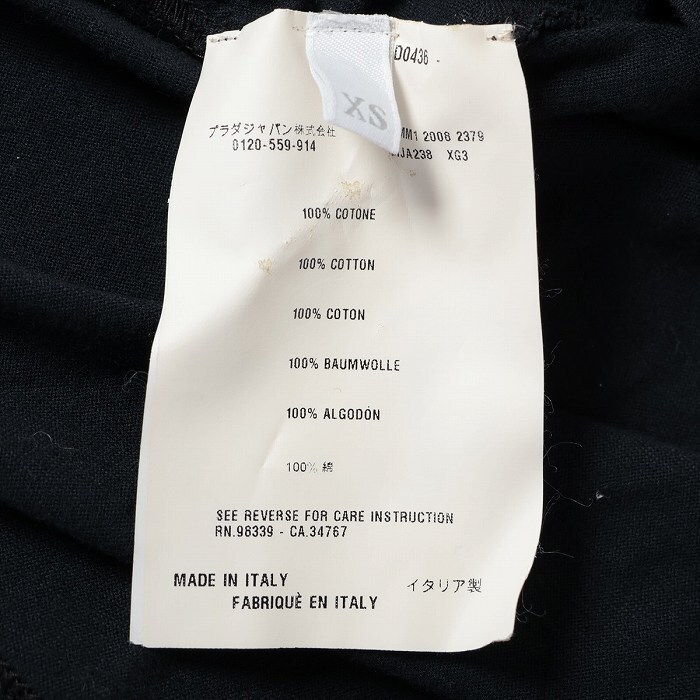 D0436 -
XS
プラダジャパン株式会社
0120-559-914
MM1 2008 2379
JA238 XG3
100% COTONE
100% COTTON
100% COTON
100% BAUMWOLLE
100% ALGODÓN
100% 綿
SEE REVERSE FOR CARE INSTRUCTION
RN.98339 - CA.34767
MADE IN ITALY
イタリア製
FABRIQUÈ EN ITALY